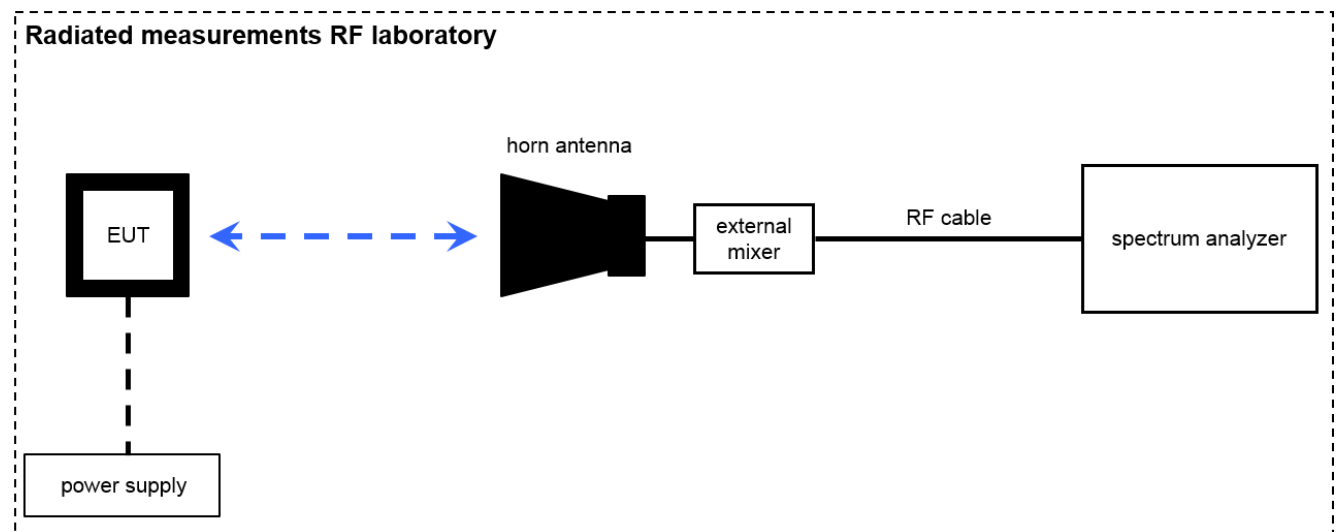 Radiated measurements RF laboratory
horn antenna
EUT
external
mixer
RF cable
spectrum analyzer
power supply